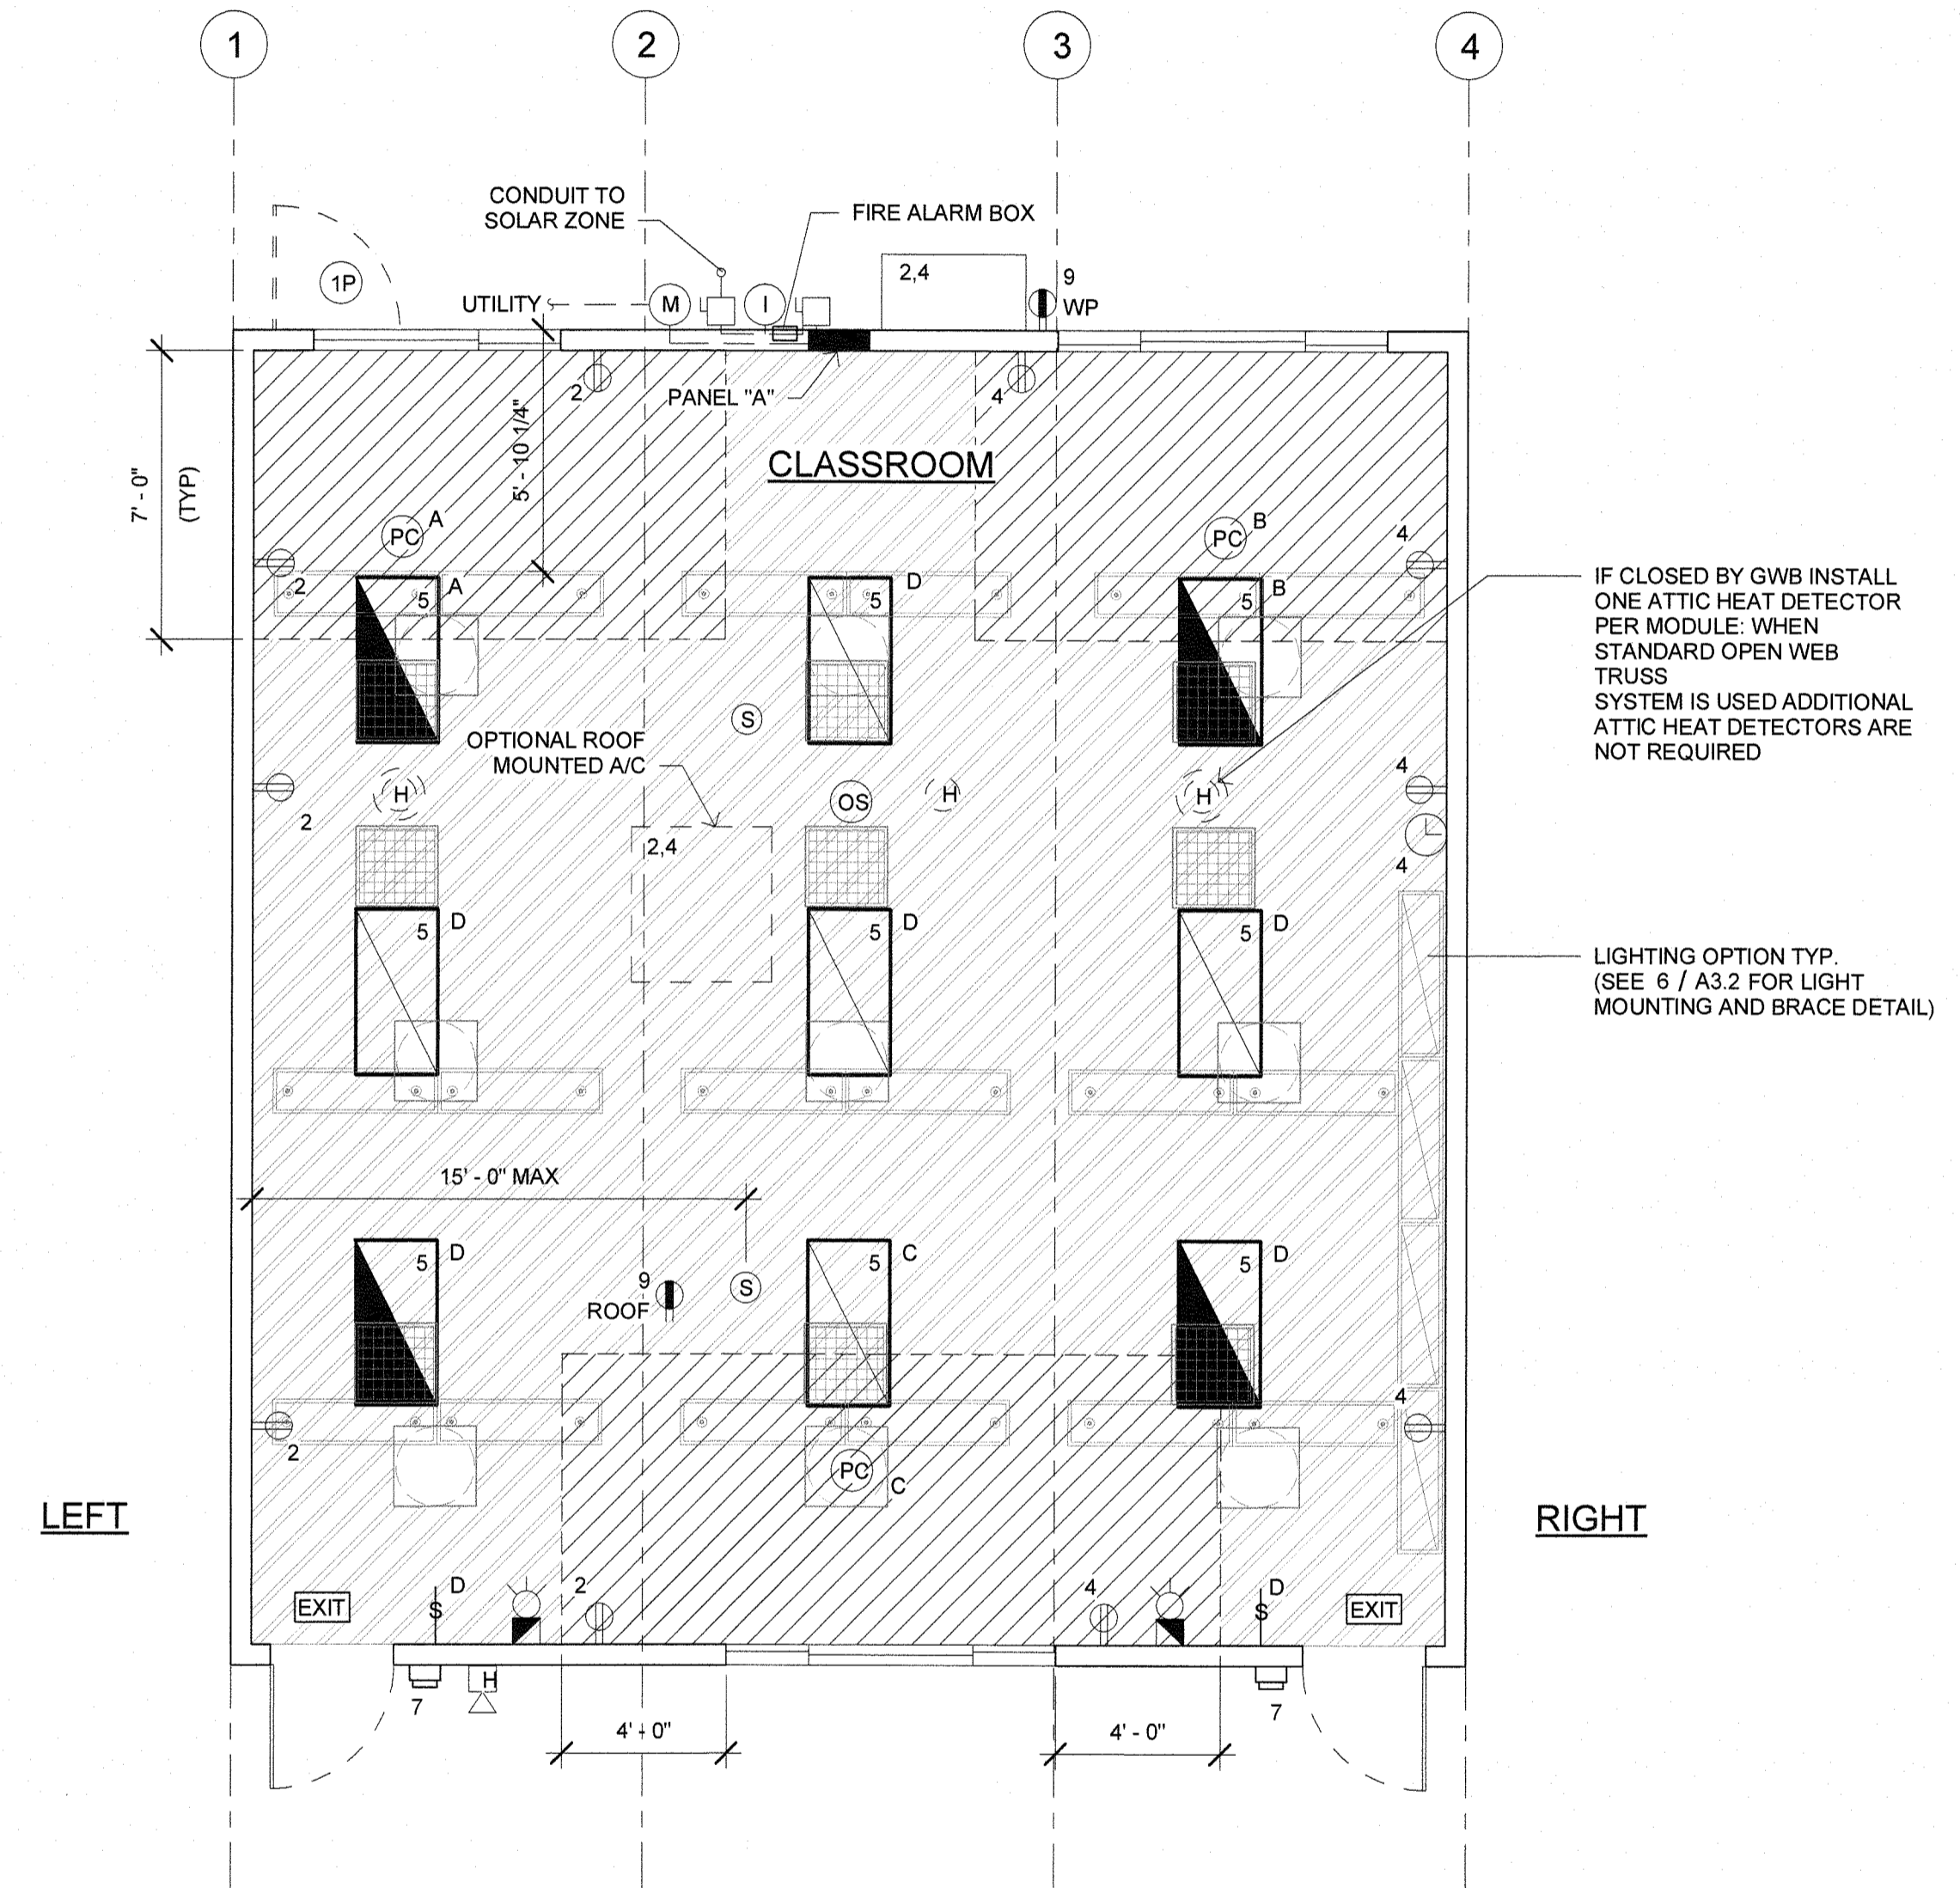 1
2
3
4
CONDUIT TO
SOLAR ZONE
FIRE ALARM BOX
1P
UTILITY
M
I
2,4
9
WP
2
PANEL "A"
4
7' - 0"
(TYP)
5' - 10 1/4"
CLASSROOM
PC
A
PC
B
4
2
5
A
5
D
5
B
IF CLOSED BY GWB INSTALL
ONE ATTIC HEAT DETECTOR
PER MODULE: WHEN
STANDARD OPEN WEB
TRUSS
SYSTEM IS USED ADDITIONAL
ATTIC HEAT DETECTORS ARE
NOT REQUIRED
S
OPTIONAL ROOF
MOUNTED A/C
H
OS
H
H
4
2
2,4
4
5
D
5
D
5
D
LIGHTING OPTION TYP.
(SEE 6 / A3.2 FOR LIGHT
MOUNTING AND BRACE DETAIL)
15' - 0" MAX
5
D
5
C
5
D
9
ROOF
S
4
2
PC
C
LEFT
RIGHT
EXIT
D
S
2
4
D
S
EXIT
7
H
7
4' - 0"
4' - 0"